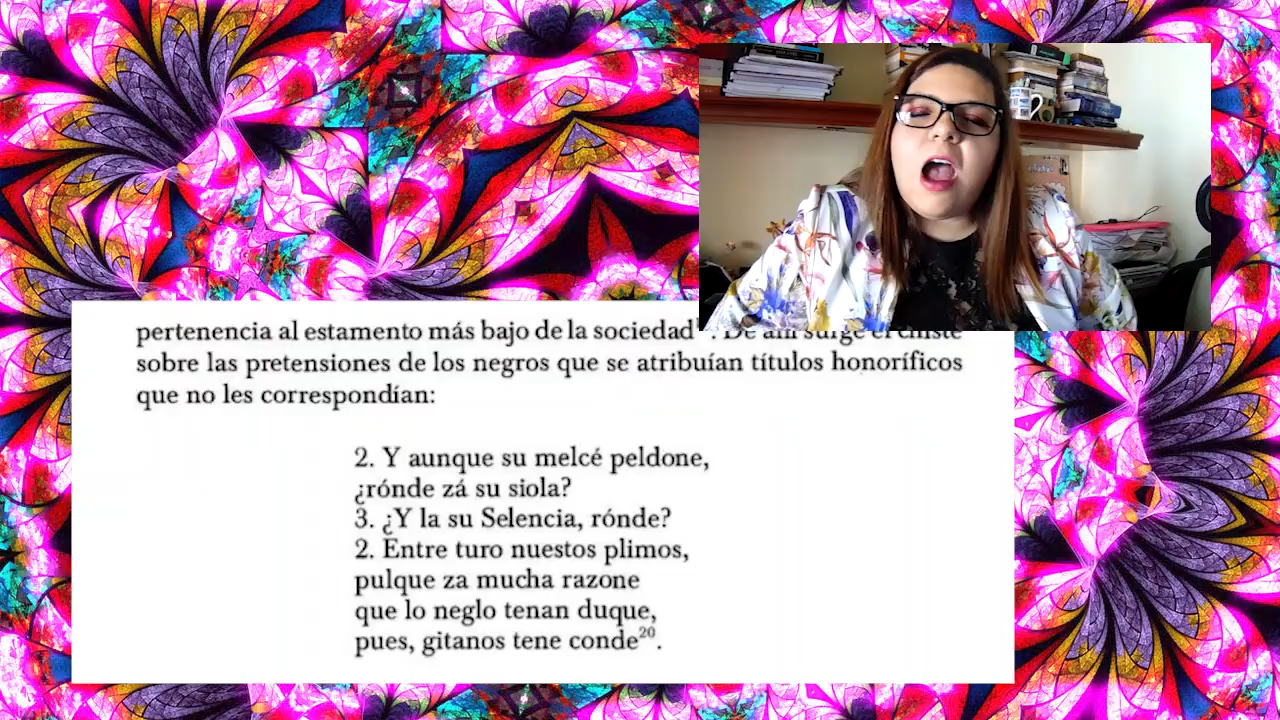 pertenencia al estamento más bajo de la sociedad
sobre las pretensiones de los negros que se atribuían títulos honoríficos
que no les correspondían:
2. Y aunque su melcé peldone,
¿rónde zá su siola?
3. ¿Y la su Selencia, rónde?
2. Entre turo nuestos plimos,
pulque za mucha razone
que lo neglo tenan duque,
pues, gitanos tene conde²⁰.